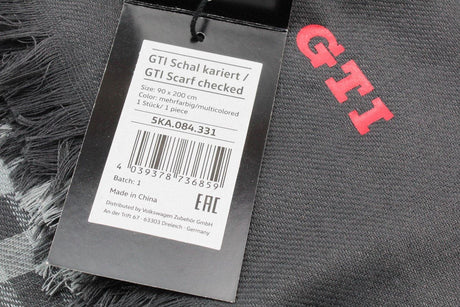 GTI Schal kariert /
GTI Scarf checked
Size: 90 x 200 cm
Color: mehrfarbig/multicolored
1 Stück/ 1 piece
5KA.084.331
4 039378 736859
Batch: 1
Made in China
EAC
Distributed by Volkswagen Zubehör GmbH
An der Trift 67 · 63303 Dreieich · Germany
GTI